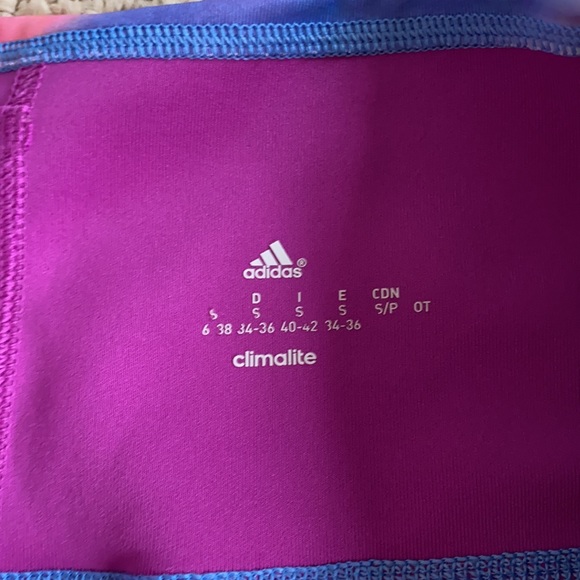 adidas®
D I E CDN
S S S S S/P OT
6 38 34-36 40-42 34-36
climalite